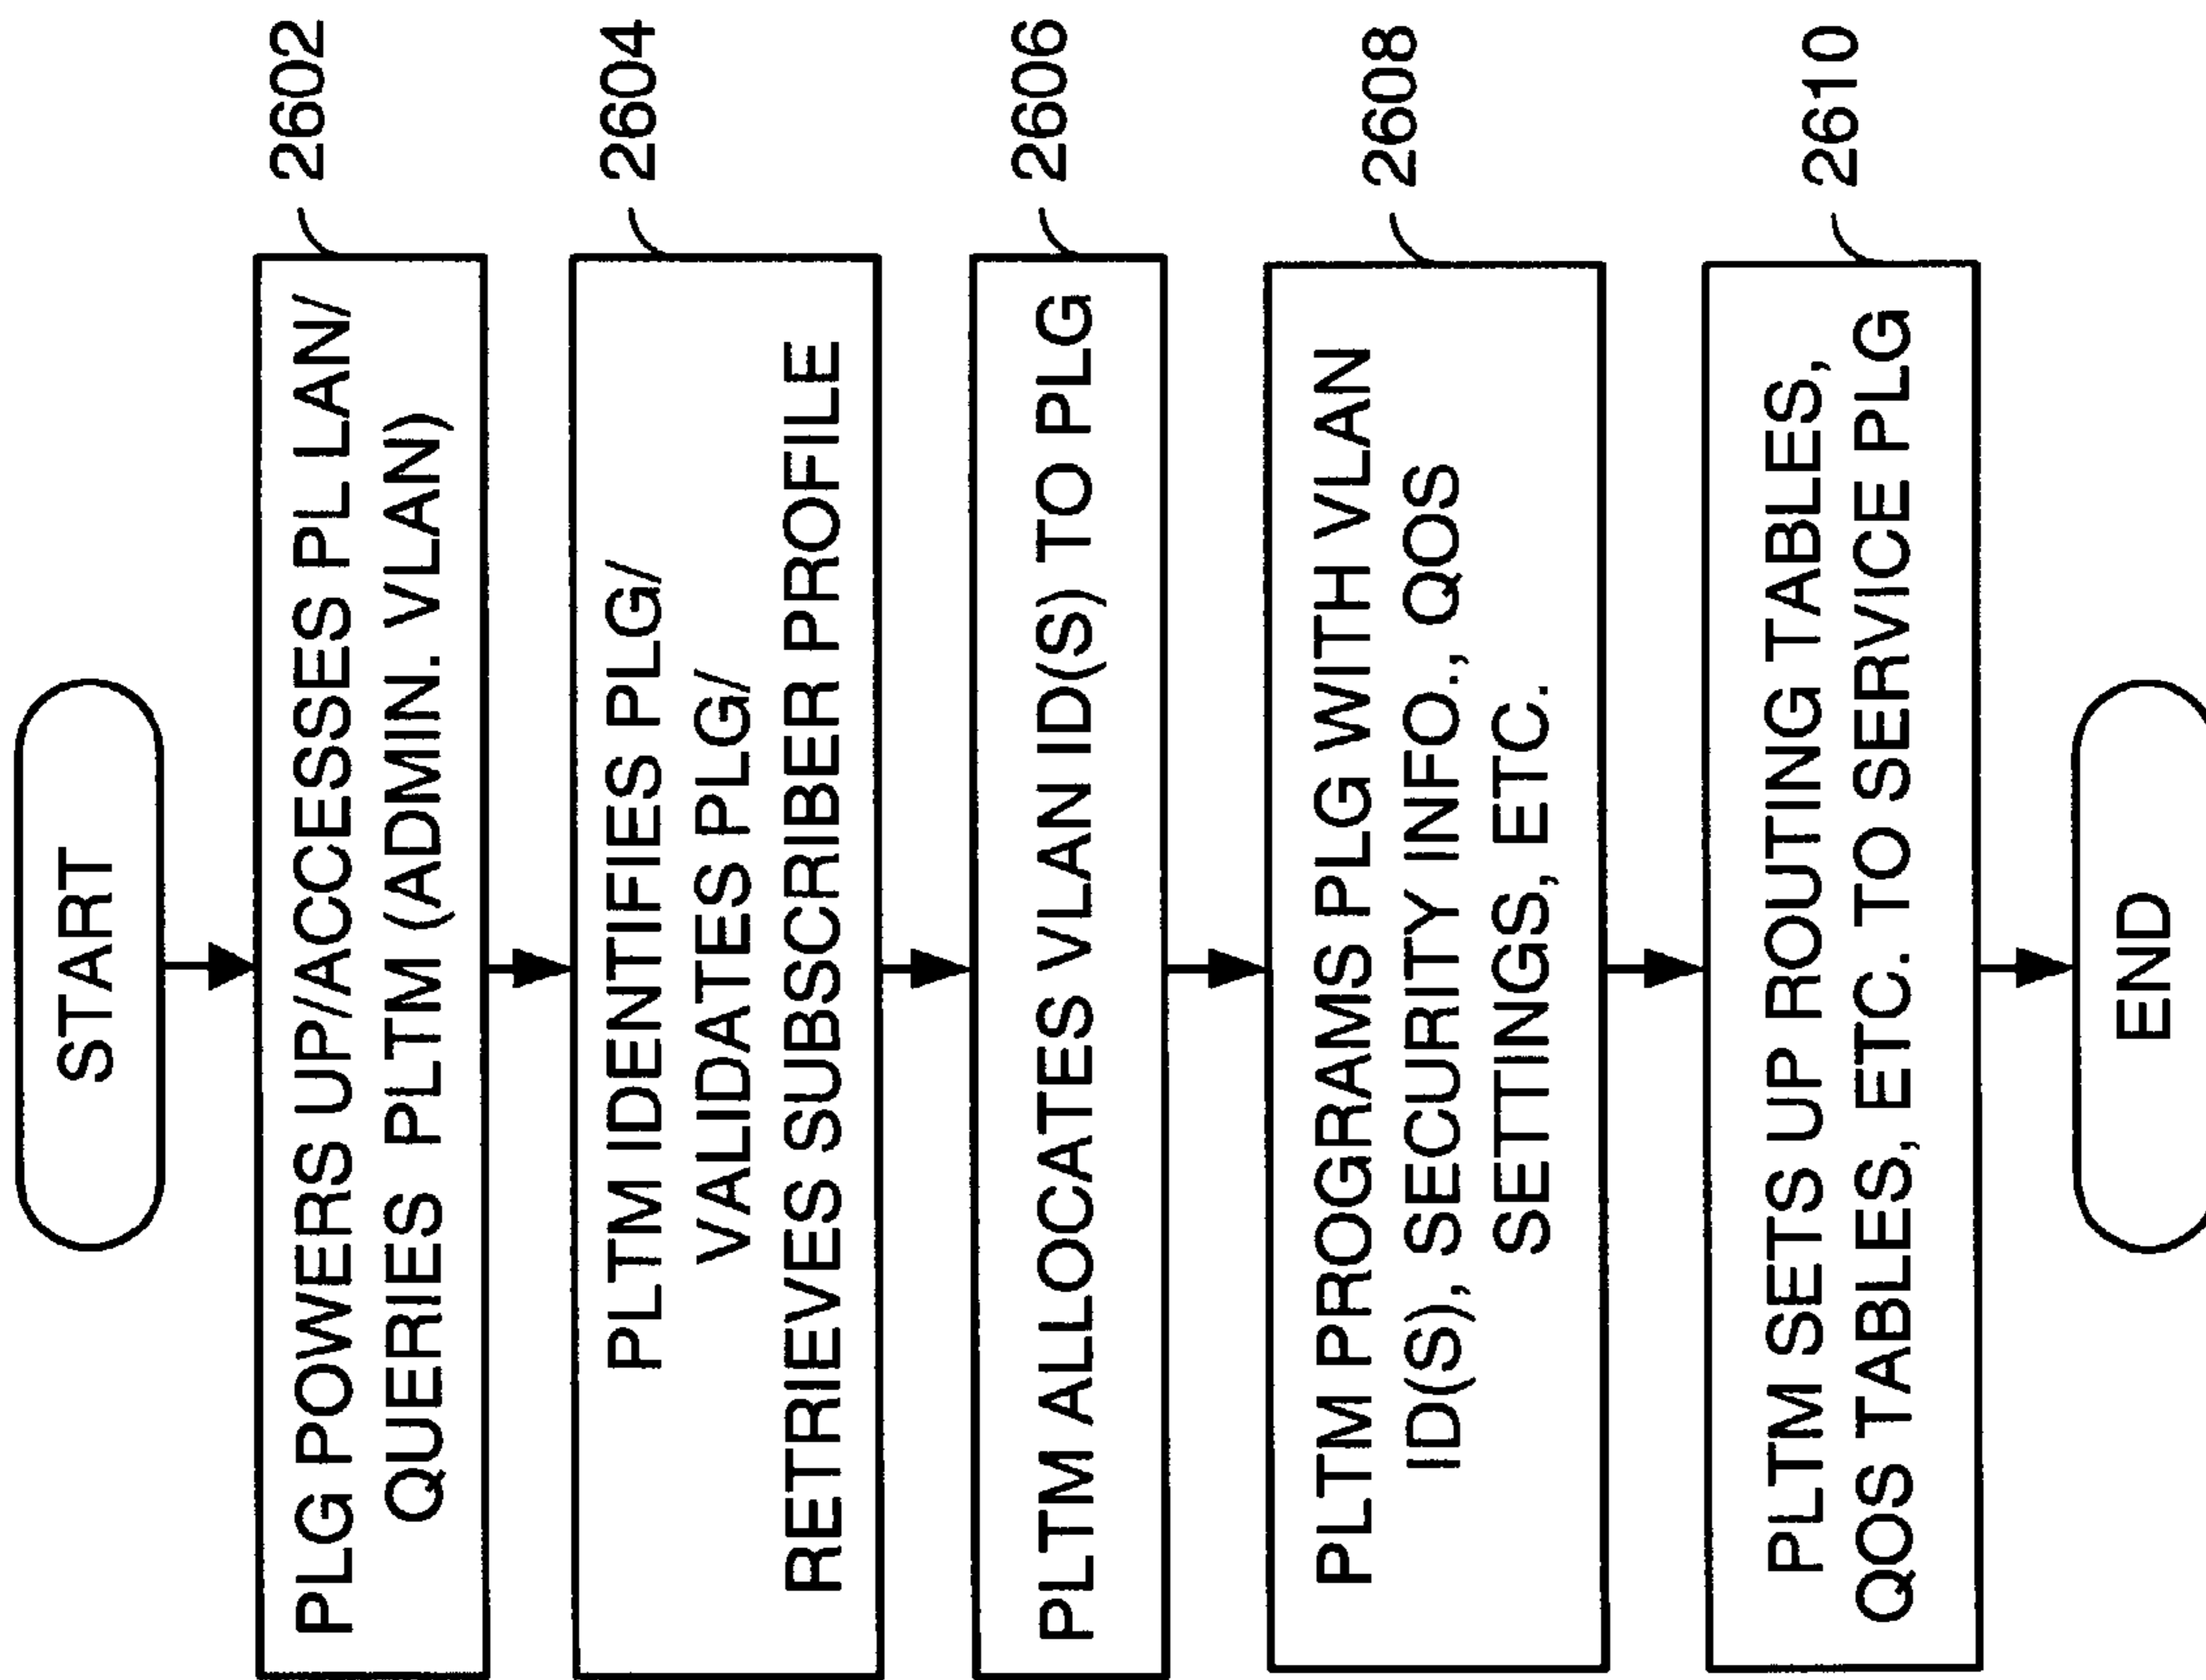 START
PLG POWERS UP/ACCESSES PL LAN/
QUERIES PLTM (ADMIN. VLAN)
2602
PLTM IDENTIFIES PLG/
VALIDATES PLG/
RETRIEVES SUBSCRIBER PROFILE
2604
PLTM ALLOCATES VLAN ID(S) TO PLG
2606
PLTM PROGRAMS PLG WITH VLAN
ID(S), SECURITY INFO., QOS
SETTINGS, ETC.
2608
PLTM SETS UP ROUTING TABLES,
QOS TABLES, ETC. TO SERVICE PLG
2610
END